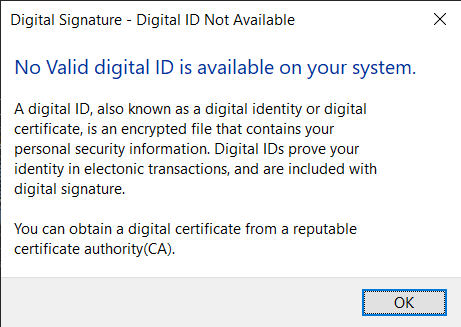 Digital Signature - Digital ID Not Available
No Valid digital ID is available on your system.
A digital ID, also known as a digital identity or digital
certificate, is an encrypted file that contains your
personal security information. Digital IDs prove your
identity in electonic transactions, and are included with
digital signature.
You can obtain a digital certificate from a reputable
certificate authority(CA).
OK